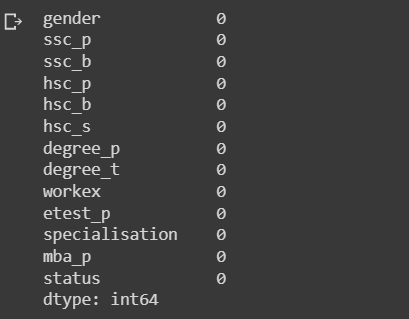 gender 0
ssc_p 0
ssc_b 0
hsc_p 0
hsc_b 0
hsc_s 0
degree_p 0
degree_t 0
workex 0
etest_p 0
specialisation 0
mba_p 0
status 0
dtype: int64